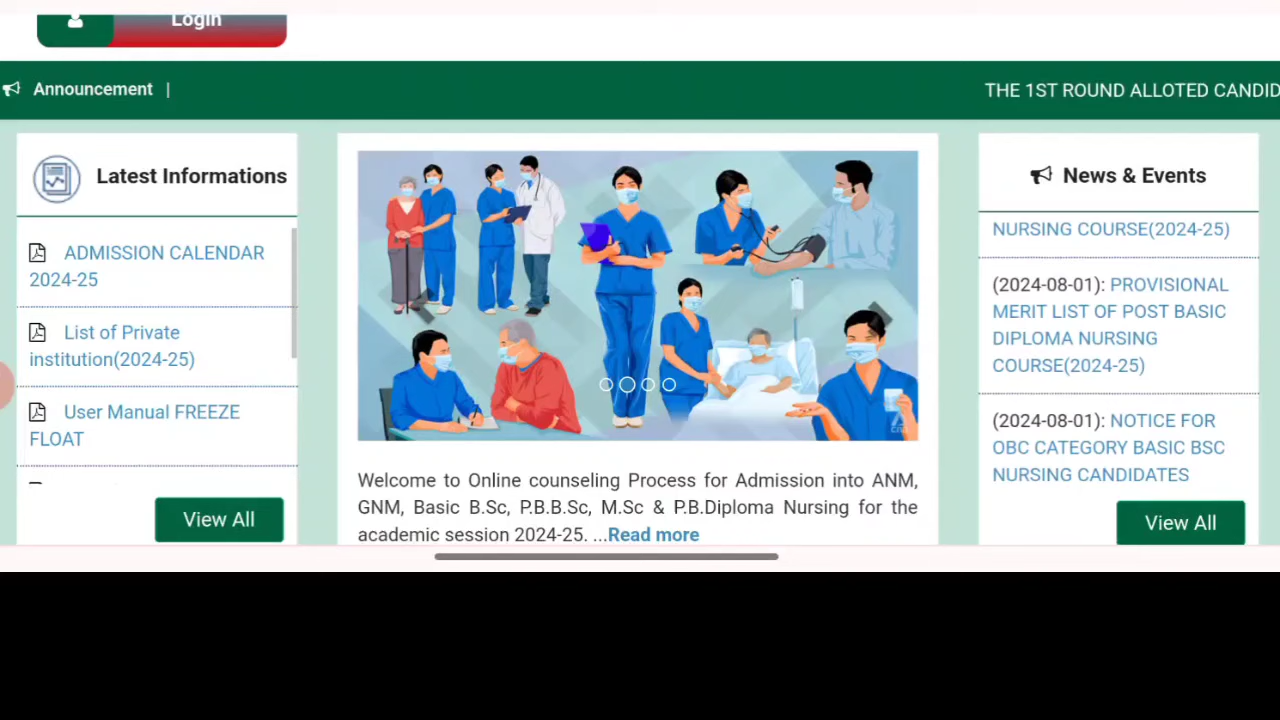 Login
Announcement |
THE 1ST ROUND ALLOTED CANDID
Latest Informations
ADMISSION CALENDAR
2024-25
List of Private
institution(2024-25)
User Manual FREEZE
FLOAT
View All
Welcome to Online counseling Process for Admission into ANM,
GNM, Basic B.Sc, P.B.B.Sc, M.Sc & P.B.Diploma Nursing for the
academic session 2024-25. ...Read more
News & Events
NURSING COURSE(2024-25)
(2024-08-01): PROVISIONAL
MERIT LIST OF POST BASIC
DIPLOMA NURSING
COURSE(2024-25)
(2024-08-01): NOTICE FOR
OBC CATEGORY BASIC BSC
NURSING CANDIDATES
View All